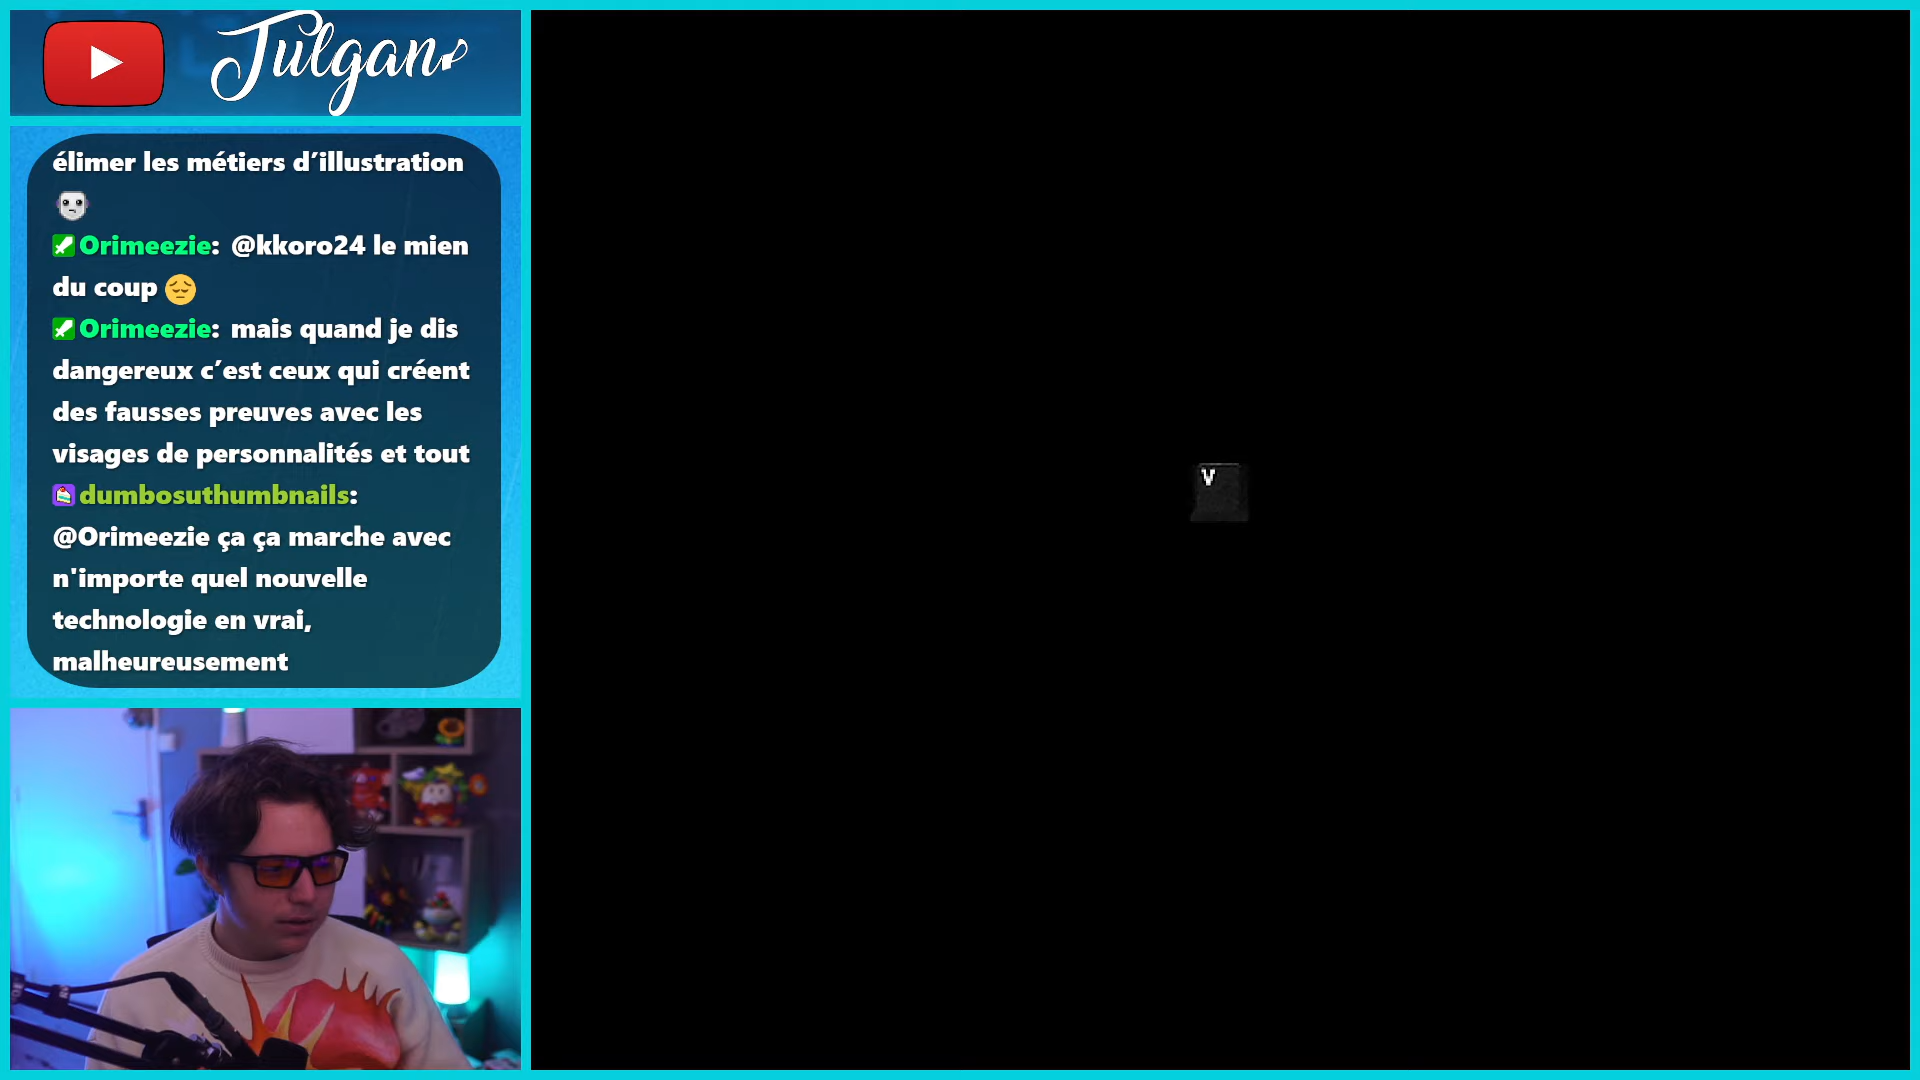 Julgane
élimer les métiers d’illustration
Orimeezie: @kkoro24 le mien
du coup
Orimeezie: mais quand je dis
dangereux c’est ceux qui créent
des fausses preuves avec les
visages de personnalités et tout
dumbosuthumbnails:
@Orimeezie ça ça marche avec
n'importe quel nouvelle
technologie en vrai,
malheureusement
V